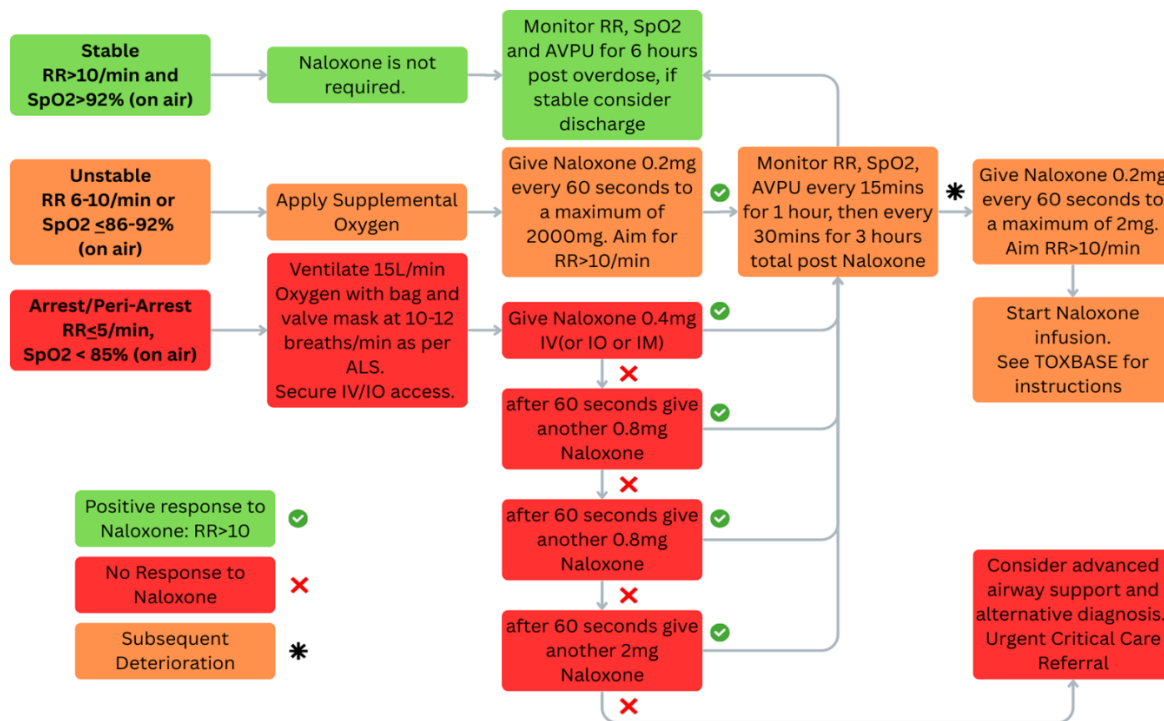 Stable
RR>10/min and
SpO2>92% (on air)
Naloxone is not
required.
Monitor RR, SpO2
and AVPU for 6 hours
post overdose, if
stable consider
discharge
Unstable
RR 6-10/min or
SpO2 ≤86-92%
(on air)
Apply Supplemental
Oxygen
Give Naloxone 0.2mg
every 60 seconds to
a maximum of
2000mg. Aim for
RR>10/min
Monitor RR, SpO2,
AVPU every 15mins
for 1 hour, then every
30mins for 3 hours
total post Naloxone
Give Naloxone 0.2mg
every 60 seconds to
a maximum of 2mg.
Aim RR>10/min
Start Naloxone
infusion.
See TOXBASE for
instructions
Arrest/Peri-Arrest
RR≤5/min,
SpO2 < 85% (on air)
Ventilate 15L/min
Oxygen with bag and
valve mask at 10-12
breaths/min as per
ALS.
Secure IV/IO access.
Give Naloxone 0.4mg
IV(or IO or IM)
after 60 seconds give
another 0.8mg
Naloxone
after 60 seconds give
another 0.8mg
Naloxone
after 60 seconds give
another 2mg
Naloxone
Consider advanced
airway support and
alternative diagnosis.
Urgent Critical Care
Referral
Positive response to
Naloxone: RR>10
No Response to
Naloxone
Subsequent
Deterioration